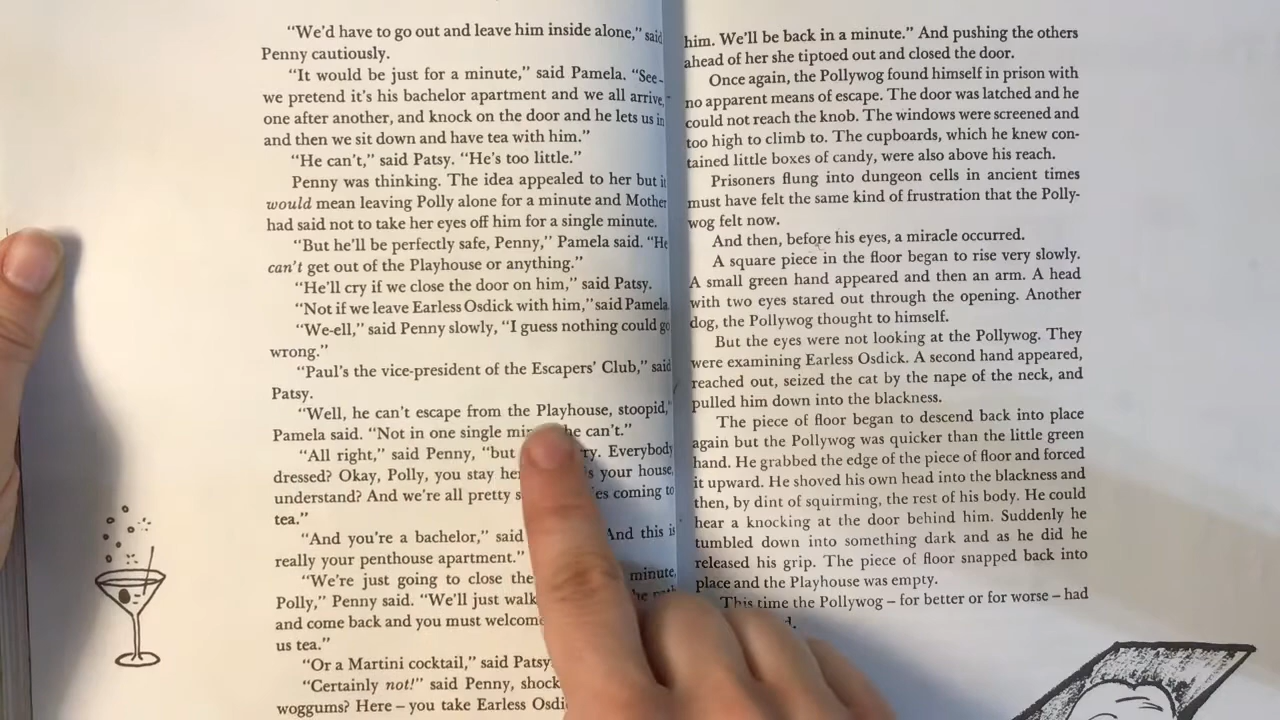 “We’d have to go out and leave him inside alone,” said
Penny cautiously.
“It would be just for a minute,” said Pamela. “See–
we pretend it’s his bachelor apartment and we all arrive,
one after another, and knock on the door and he lets us in
and then we sit down and have tea with him.”
“He can’t,” said Patsy. “He’s too little.”
Penny was thinking. The idea appealed to her but it
would mean leaving Polly alone for a minute and Mother
had said not to take her eyes off him for a single minute.
“But he’ll be perfectly safe, Penny,” Pamela said. “He
can’t get out of the Playhouse or anything.”
“He’ll cry if we close the door on him,” said Patsy.
“Not if we leave Earless Osdick with him,” said Pamela
“We-ell,” said Penny slowly, “I guess nothing could go
wrong.”
“Paul’s the vice-president of the Escapers’ Club,” said
Patsy.
“Well, he can’t escape from the Playhouse, stoopid,”
Pamela said. “Not in one single he can’t.”
“All right,” said Penny, “but Everybody
dressed? Okay, Polly, you stay your house,
understand? And we’re all pretty coming to
tea.”
“And you’re a bachelor,” said And this is
really your penthouse apartment.”
“We’re just going to close the minute,
Polly,” Penny said. “We’ll just walk
and come back and you must welcome
us tea.”
“Or a Martini cocktail,” said Patsy
“Certainly not!” said Penny,
woggums? Here – you take Earless
him. We’ll be back in a minute.” And pushing the others
ahead of her she tiptoed out and closed the door.
Once again, the Pollywog found himself in prison with
no apparent means of escape. The door was latched and he
could not reach the knob. The windows were screened and
too high to climb to. The cupboards, which he knew con-
tained little boxes of candy, were also above his reach.
Prisoners flung into dungeon cells in ancient times
must have felt the same kind of frustration that the Polly-
wog felt now.
And then, before his eyes, a miracle occurred.
A square piece in the floor began to rise very slowly.
A small green hand appeared and then an arm. A head
with two eyes stared out through the opening. Another
dog, the Pollywog thought to himself.
But the eyes were not looking at the Pollywog. They
were examining Earless Osdick. A second hand appeared,
reached out, seized the cat by the nape of the neck, and
pulled him down into the blackness.
The piece of floor began to descend back into place
again but the Pollywog was quicker than the little green
hand. He grabbed the edge of the piece of floor and forced
it upward. He shoved his own head into the blackness and
then, by dint of squirming, the rest of his body. He could
hear a knocking at the door behind him. Suddenly he
tumbled down into something dark and as he did he
released his grip. The piece of floor snapped back into
place and the Playhouse was empty.
This time the Pollywog – for better or for worse – had